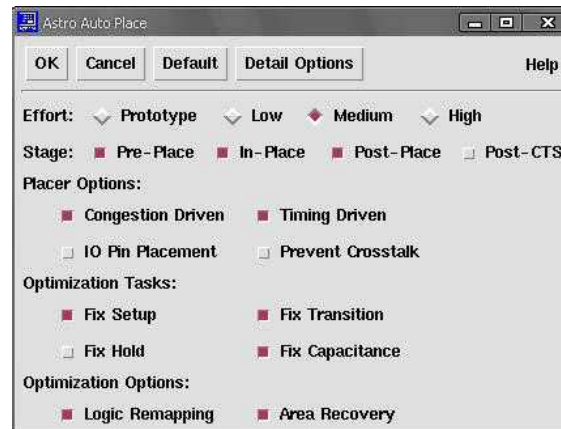 Astro Auto Place
OK Cancel Default Detail Options Help
Effort: Prototype Low Medium High
Stage: Pre-Place In-Place Post-Place Post-CTS
Placer Options:
Congestion Driven Timing Driven
IO Pin Placement Prevent Crosstalk
Optimization Tasks:
Fix Setup Fix Transition
Fix Hold Fix Capacitance
Optimization Options:
Logic Remapping Area Recovery